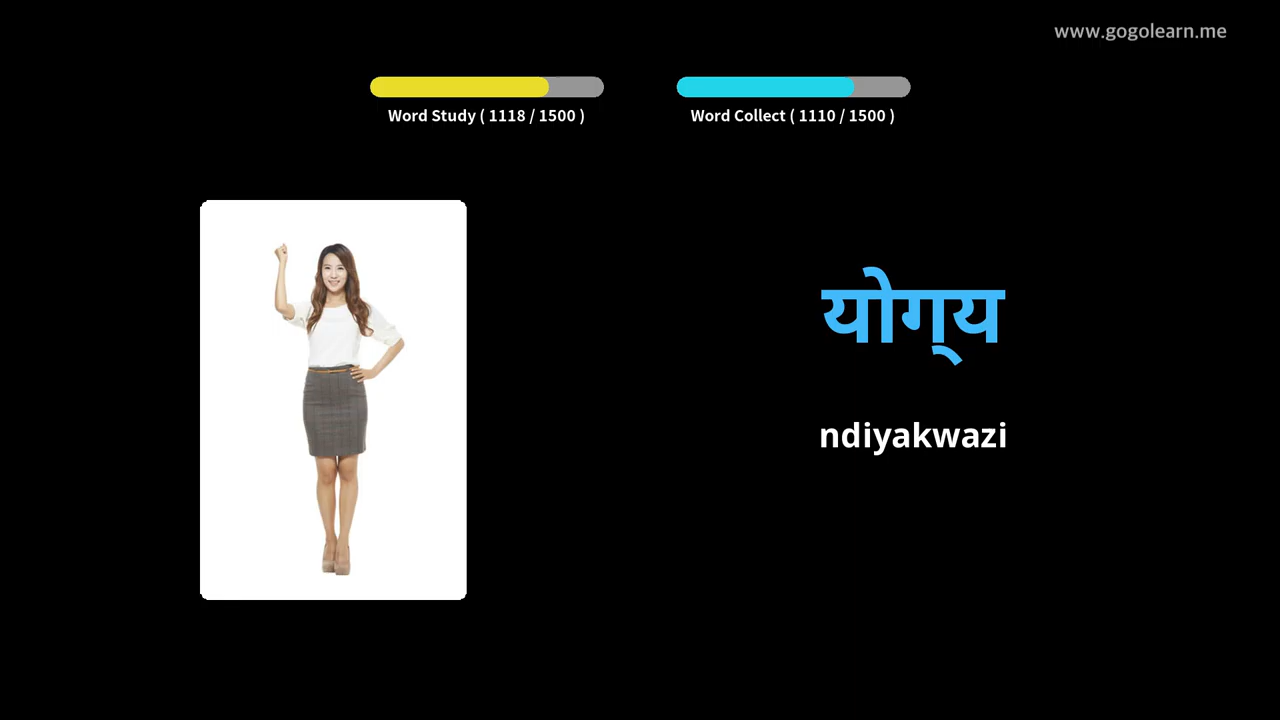 www.gogolearn.me
Word Study ( 1118 / 1500 )
Word Collect ( 1110 / 1500 )
योग्‍य
ndiyakwazi